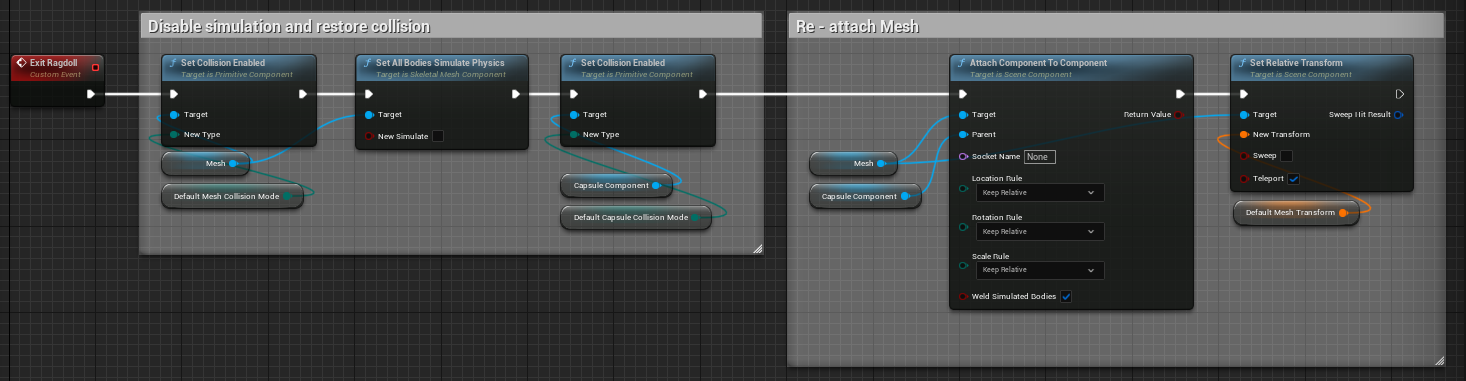 Disable simulation and restore collision
Re - attach Mesh
Exit Ragdoll
Custom Event
Set Collision Enabled
Target is Primitive Component
Target
New Type
Mesh
Default Mesh Collision Mode
Set All Bodies Simulate Physics
Target is Skeletal Mesh Component
Target
New Simulate
Set Collision Enabled
Target is Primitive Component
Target
New Type
Capsule Component
Default Capsule Collision Mode
Mesh
Capsule Component
Attach Component To Component
Target is Scene Component
Target
Return Value
Parent
Socket Name None
Location Rule
Keep Relative
Rotation Rule
Keep Relative
Scale Rule
Keep Relative
Weld Simulated Bodies
Set Relative Transform
Target is Scene Component
Target
Sweep Hit Result
New Transform
Sweep
Teleport
Default Mesh Transform